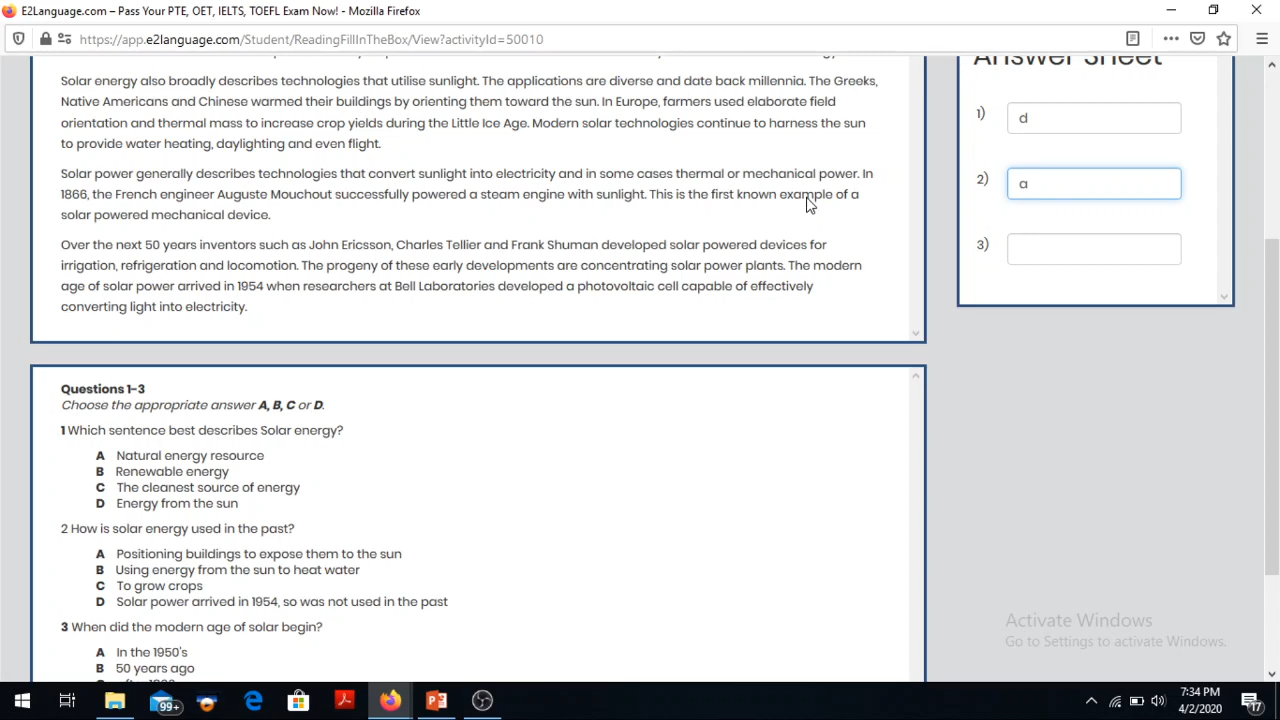 E2Language.com – Pass Your PTE, OET, IELTS, TOEFL Exam Now! - Mozilla Firefox
https://app.e2language.com/Student/ReadingFillInTheBox/View?activityId=50010
Solar energy also broadly describes technologies that utilise sunlight. The applications are diverse and date back millennia. The Greeks,
Native Americans and Chinese warmed their buildings by orienting them toward the sun. In Europe, farmers used elaborate field
orientation and thermal mass to increase crop yields during the Little Ice Age. Modern solar technologies continue to harness the sun
to provide water heating, daylighting and even flight.
Solar power generally describes technologies that convert sunlight into electricity and in some cases thermal or mechanical power. In
1866, the French engineer Auguste Mouchout successfully powered a steam engine with sunlight. This is the first known example of a
solar powered mechanical device.
Over the next 50 years inventors such as John Ericsson, Charles Tellier and Frank Shuman developed solar powered devices for
irrigation, refrigeration and locomotion. The progeny of these early developments are concentrating solar power plants. The modern
age of solar power arrived in 1954 when researchers at Bell Laboratories developed a photovoltaic cell capable of effectively
converting light into electricity.
Answer Sheet
1) d
2) a
3)
Questions 1-3
Choose the appropriate answer A, B, C or D.
1 Which sentence best describes Solar energy?
A Natural energy resource
B Renewable energy
C The cleanest source of energy
D Energy from the sun
2 How is solar energy used in the past?
A Positioning buildings to expose them to the sun
B Using energy from the sun to heat water
C To grow crops
D Solar power arrived in 1954, so was not used in the past
3 When did the modern age of solar begin?
A In the 1950's
B 50 years ago
Activate Windows
Go to Settings to activate Windows.
99+
7:34 PM
4/2/2020
17